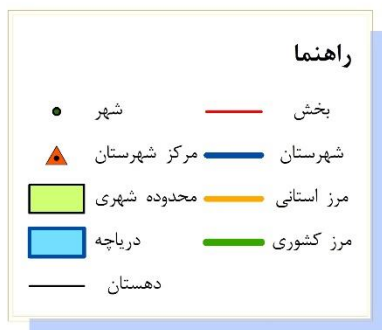 راهنما
بخش شهر
شهرستان مرکز شهرستان
مرز استانی محدوده شهری
مرز کشوری دریاچه
دهستان